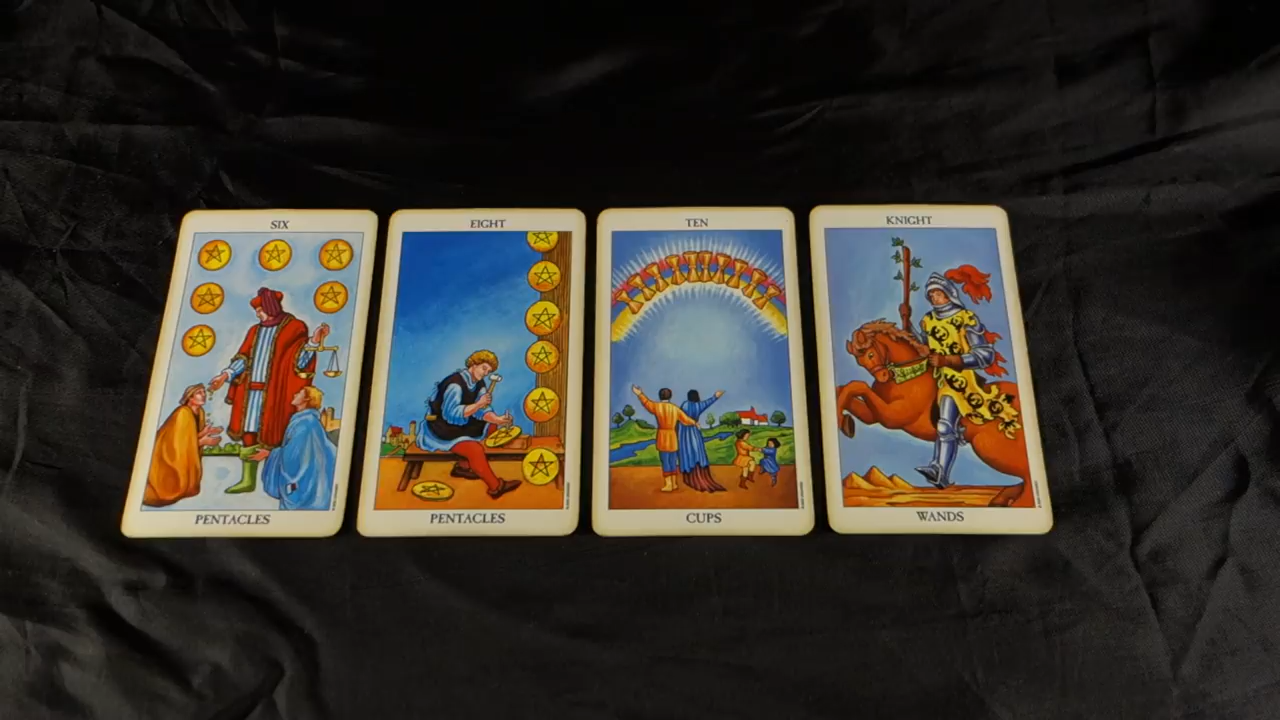 SIX
PENTACLES
EIGHT
PENTACLES
TEN
CUPS
KNIGHT
WANDS